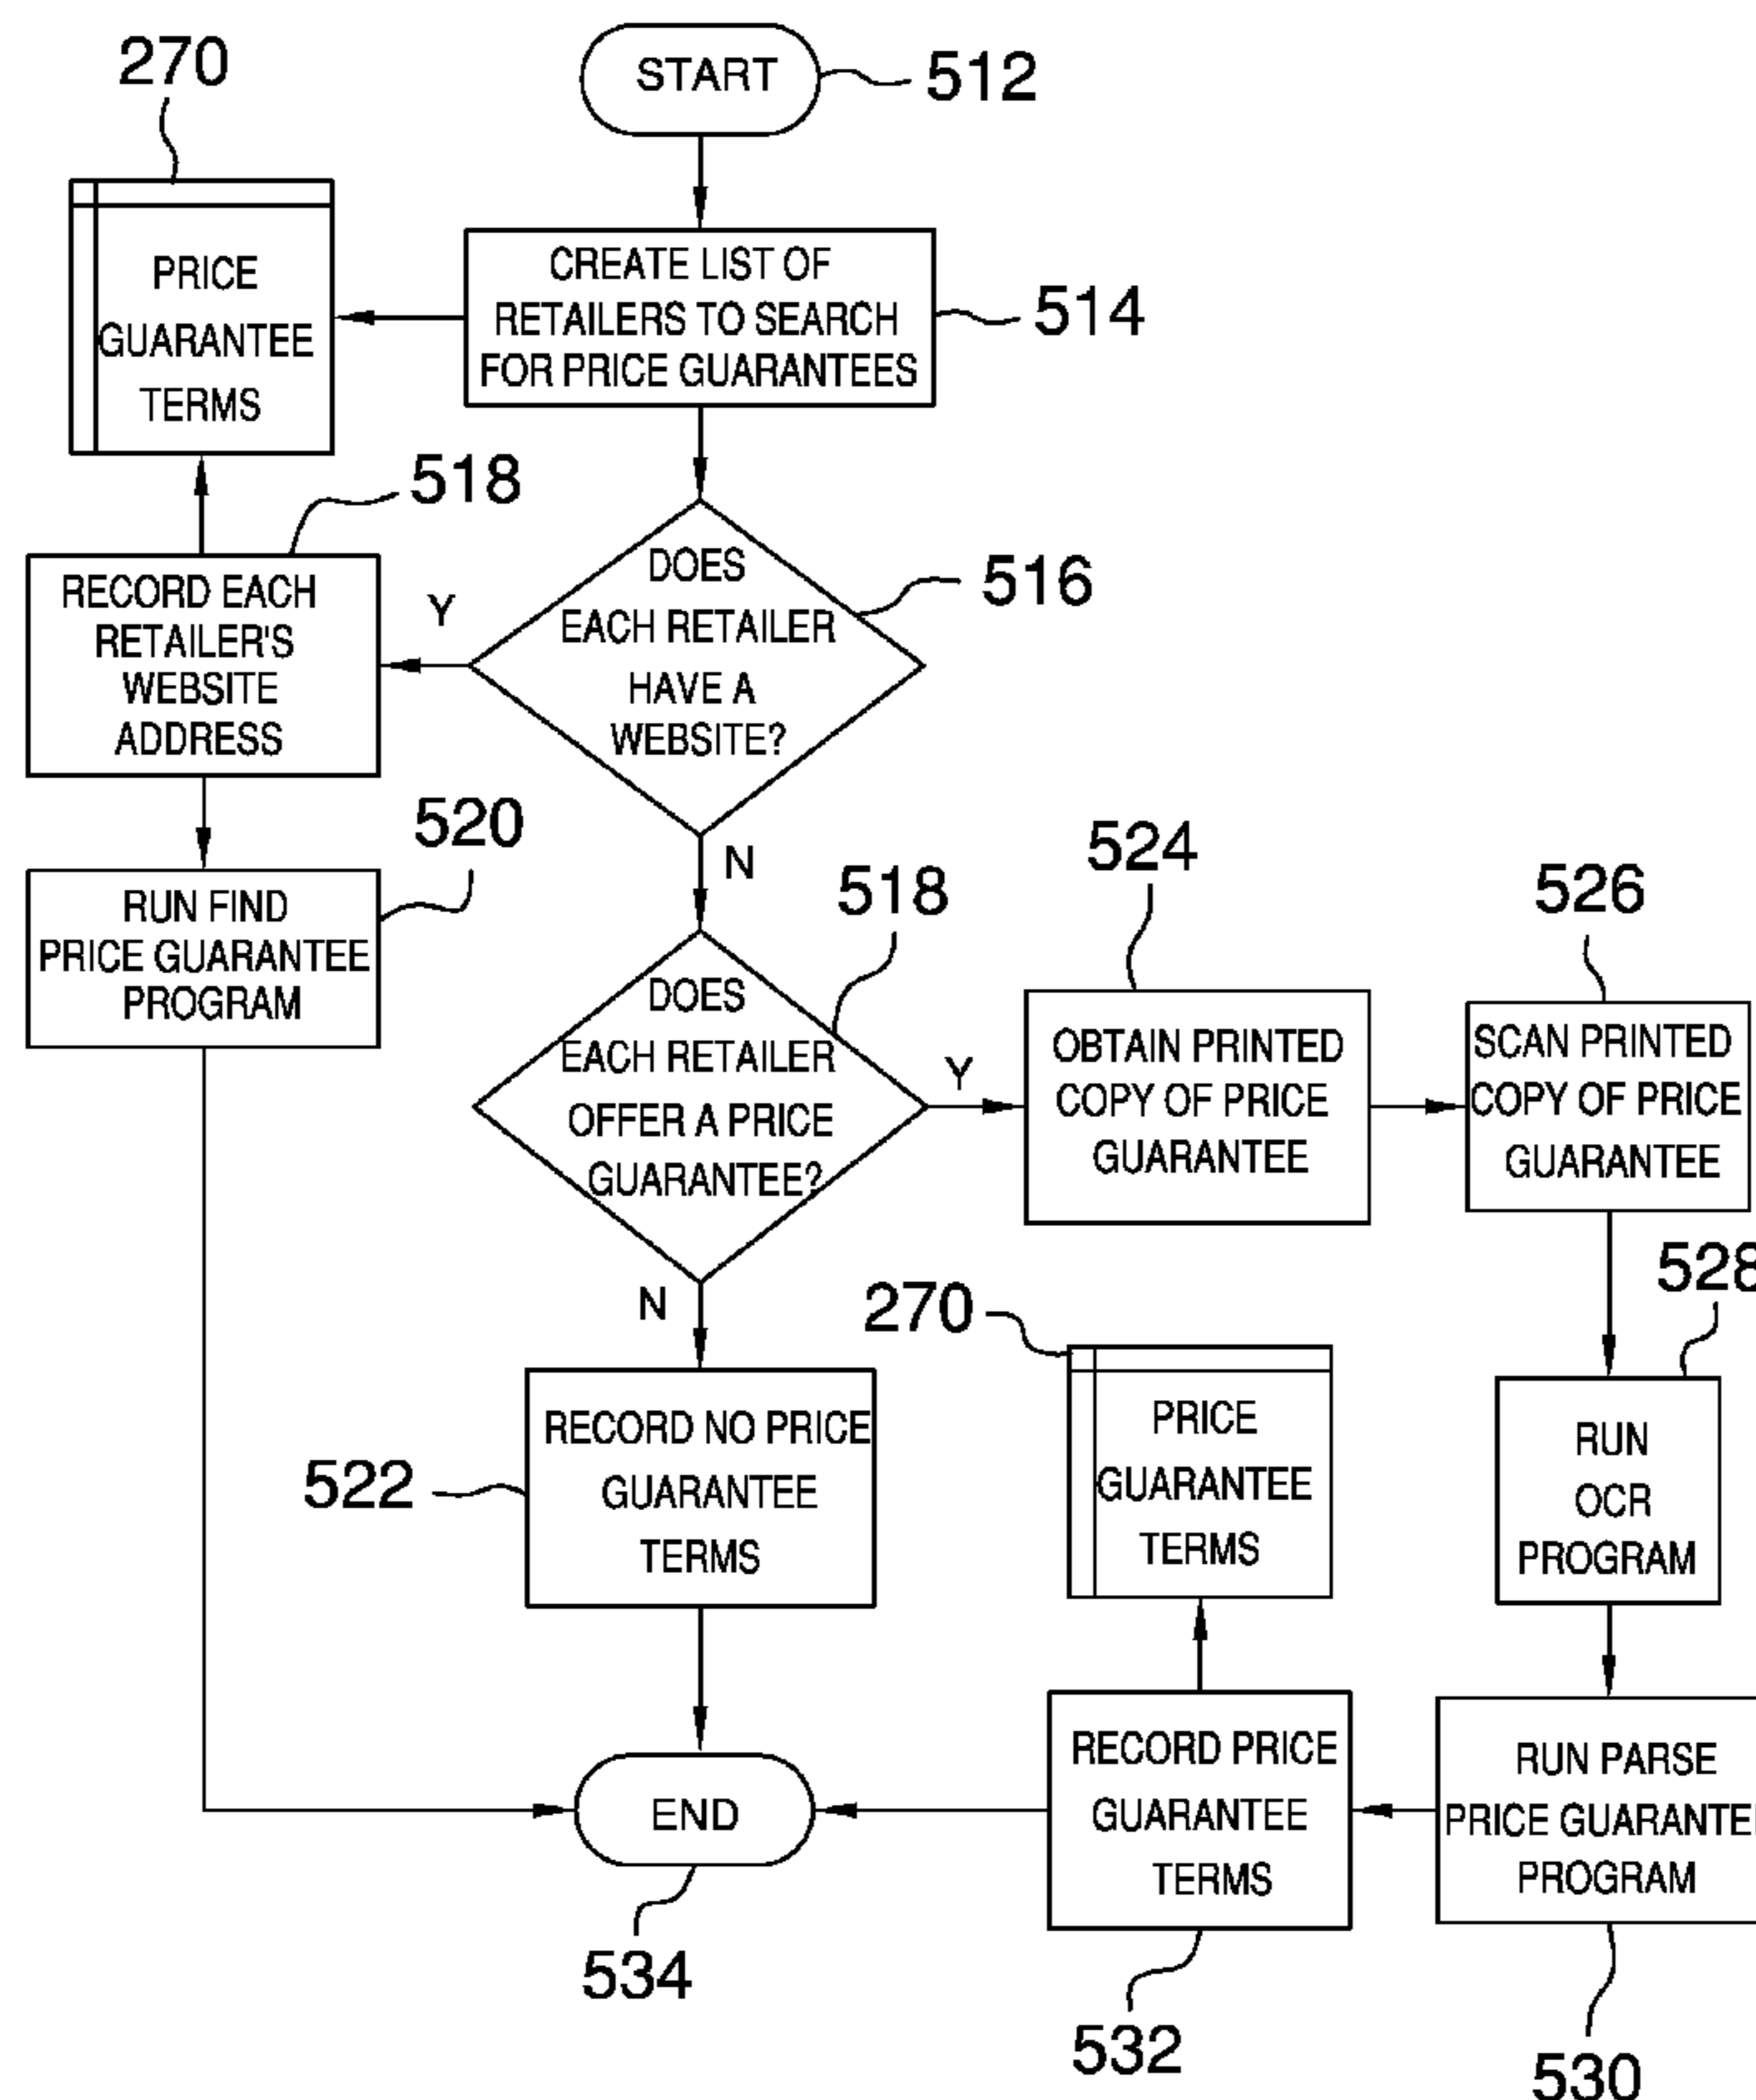 270
START
512
PRICE
GUARANTEE
TERMS
CREATE LIST OF
RETAILERS TO SEARCH
FOR PRICE GUARANTEES
514
518
RECORD EACH
RETAILER'S
WEBSITE
ADDRESS
Y
DOES
EACH RETAILER
HAVE A
WEBSITE?
516
N
520
RUN FIND
PRICE GUARANTEE
PROGRAM
518
DOES
EACH RETAILER
OFFER A PRICE
GUARANTEE?
Y
524
OBTAIN PRINTED
COPY OF PRICE
GUARANTEE
526
SCAN PRINTED
COPY OF PRICE
GUARANTEE
N
522
RECORD NO PRICE
GUARANTEE
TERMS
270
PRICE
GUARANTEE
TERMS
528
RUN
OCR
PROGRAM
END
534
RECORD PRICE
GUARANTEE
TERMS
532
RUN PARSE
PRICE GUARANTEE
PROGRAM
530